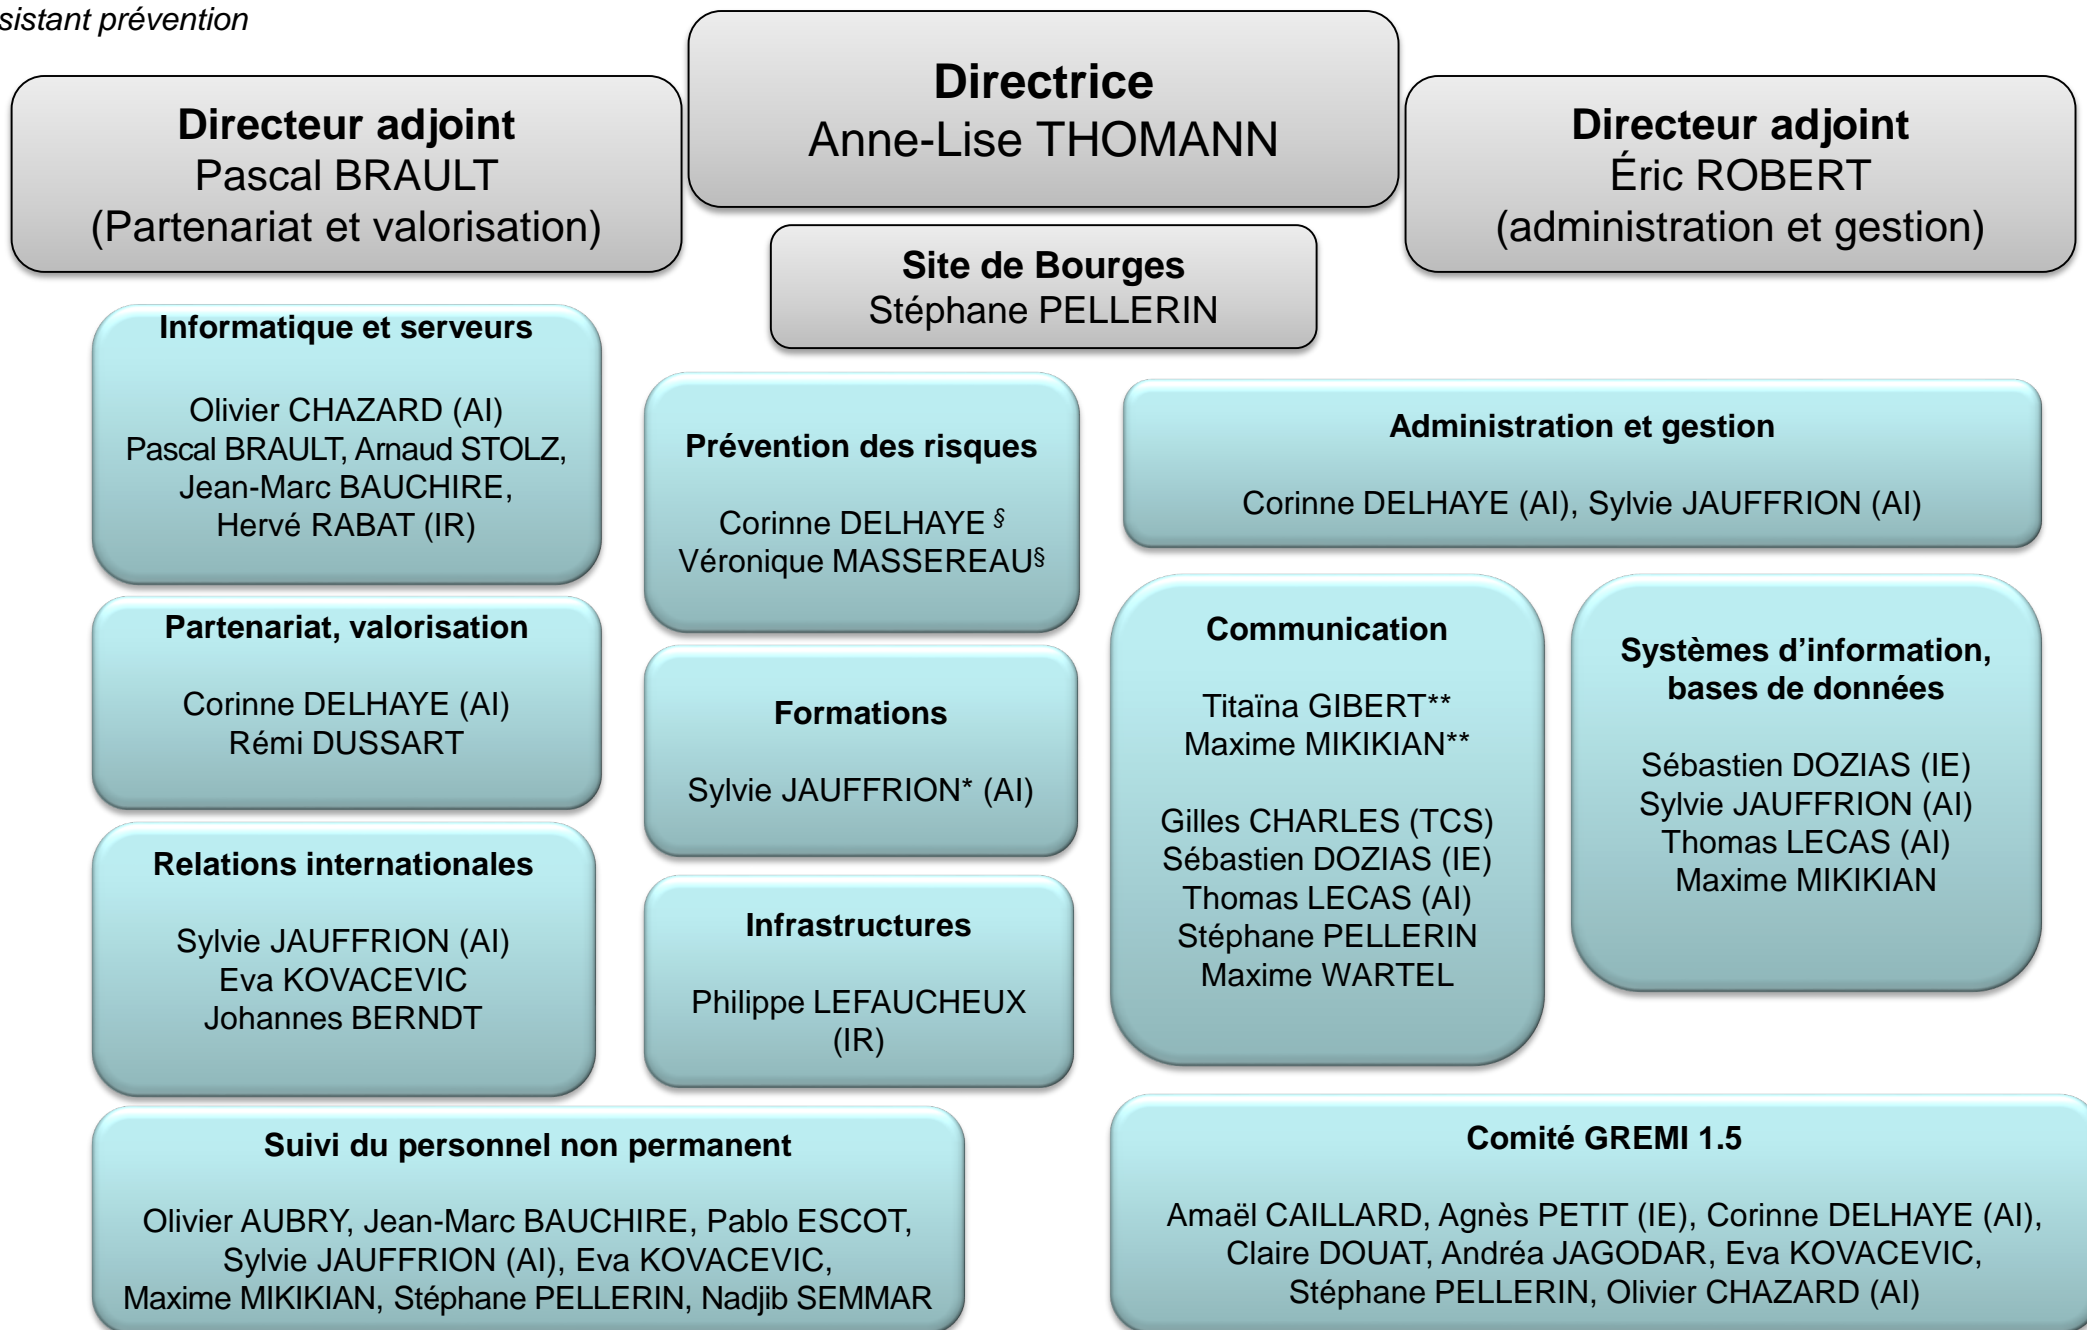 sistant prévention
Directeur adjoint
Pascal BRAULT
(Partenariat et valorisation)
Directrice
Anne-Lise THOMANN
Directeur adjoint
Éric ROBERT
(administration et gestion)
Site de Bourges
Stéphane PELLERIN
Informatique et serveurs
Olivier CHAZARD (AI)
Pascal BRAULT, Arnaud STOLZ,
Jean-Marc BAUCHIRE,
Hervé RABAT (IR)
Prévention des risques
Corinne DELHAYE §
Véronique MASSEREAU§
Administration et gestion
Corinne DELHAYE (AI), Sylvie JAUFFRION (AI)
Partenariat, valorisation
Corinne DELHAYE (AI)
Rémi DUSSART
Formations
Sylvie JAUFFRION* (AI)
Communication
Titaïna GIBERT**
Maxime MIKIKIAN**
Gilles CHARLES (TCS)
Sébastien DOZIAS (IE)
Thomas LECAS (AI)
Stéphane PELLERIN
Maxime WARTEL
Systèmes d’information,
bases de données
Sébastien DOZIAS (IE)
Sylvie JAUFFRION (AI)
Thomas LECAS (AI)
Maxime MIKIKIAN
Relations internationales
Sylvie JAUFFRION (AI)
Eva KOVACEVIC
Johannes BERNDT
Infrastructures
Philippe LEFAUCHEUX
(IR)
Suivi du personnel non permanent
Olivier AUBRY, Jean-Marc BAUCHIRE, Pablo ESCOT,
Sylvie JAUFFRION (AI), Eva KOVACEVIC,
Maxime MIKIKIAN, Stéphane PELLERIN, Nadjib SEMMAR
Comité GREMI 1.5
Amaël CAILLARD, Agnès PETIT (IE), Corinne DELHAYE (AI),
Claire DOUAT, Andréa JAGODAR, Eva KOVACEVIC,
Stéphane PELLERIN, Olivier CHAZARD (AI)